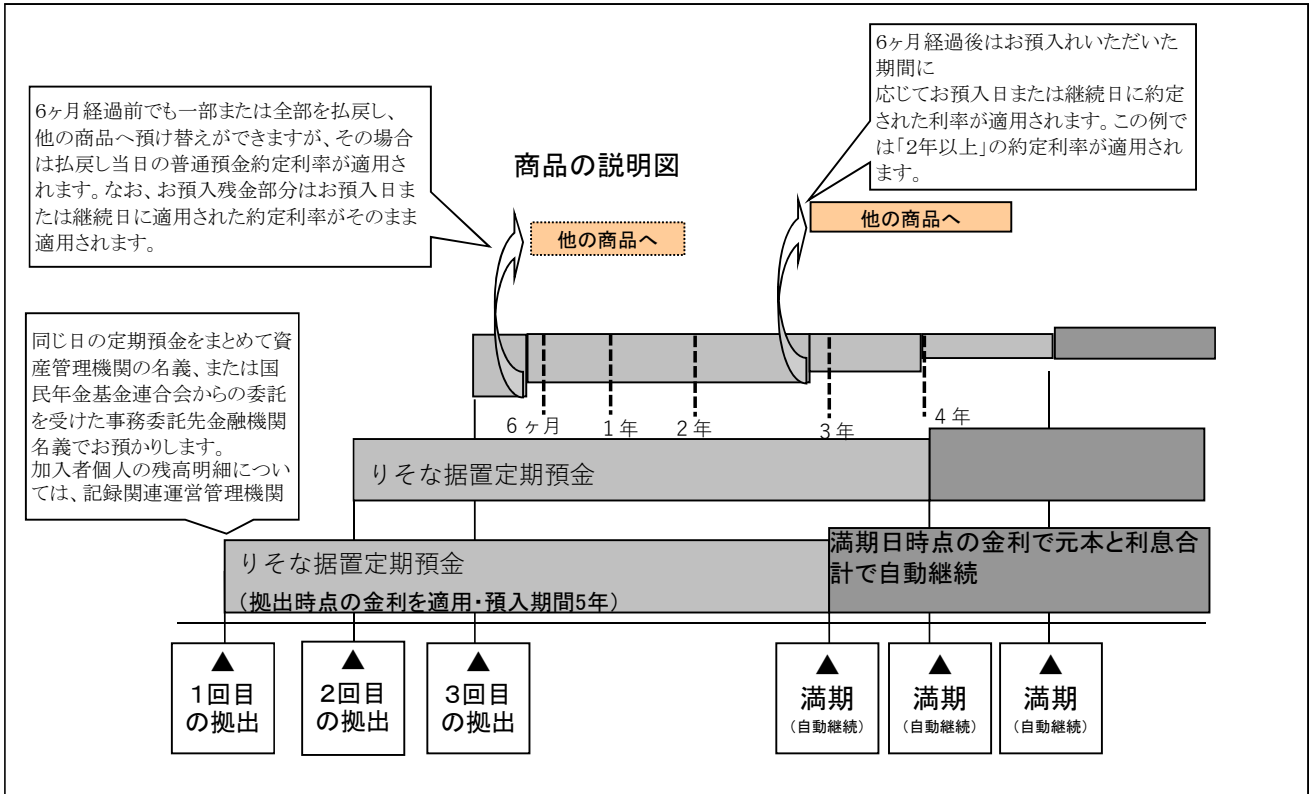 6ヶ月経過後はお預入れいただいた
期間に
応じてお預入日または継続日に約定
された利率が適用されます。この例で
は「2年以上」の約定利率が適用され
ます。
6ヶ月経過前でも一部または全部を払戻し、
他の商品へ預け替えができますが、その場合
は払戻し当日の普通預金約定利率が適用さ
れます。なお、お預入残金部分はお預入日ま
たは継続日に適用された約定利率がそのまま
適用されます。
商品の説明図
他の商品へ
他の商品へ
同じ日の定期預金をまとめて資
産管理機関の名義、または国
民年金基金連合会からの委託
を受けた事務委託先金融機関
名義でお預かりします。
加入者個人の残高明細につい
ては、記録関連運営管理機関
6ヶ月
1年
2年
3年
4年
りそな据置定期預金
りそな据置定期預金
(拠出時点の金利を適用・預入期間5年)
満期日時点の金利で元本と利息合
計で自動継続
▲
1回目
の拠出
▲
2回目
の拠出
▲
3回目
の拠出
▲
満期
(自動継続)
▲
満期
(自動継続)
▲
満期
(自動継続)